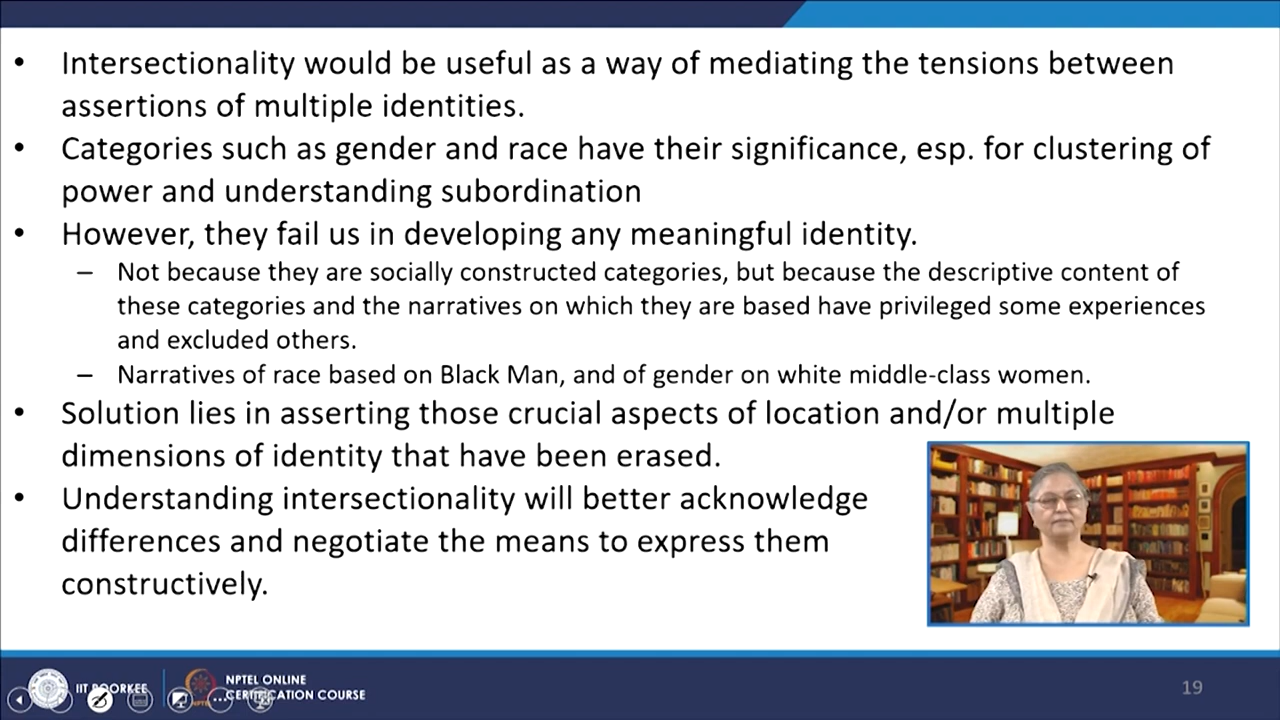 • Intersectionality would be useful as a way of mediating the tensions between
assertions of multiple identities.
• Categories such as gender and race have their significance, esp. for clustering of
power and understanding subordination
• However, they fail us in developing any meaningful identity.
– Not because they are socially constructed categories, but because the descriptive content of
these categories and the narratives on which they are based have privileged some experiences
and excluded others.
– Narratives of race based on Black Man, and of gender on white middle-class women.
• Solution lies in asserting those crucial aspects of location and/or multiple
dimensions of identity that have been erased.
• Understanding intersectionality will better acknowledge
differences and negotiate the means to express them
constructively.
IIT ROORKEE
NPTEL ONLINE
CERTIFICATION COURSE
19